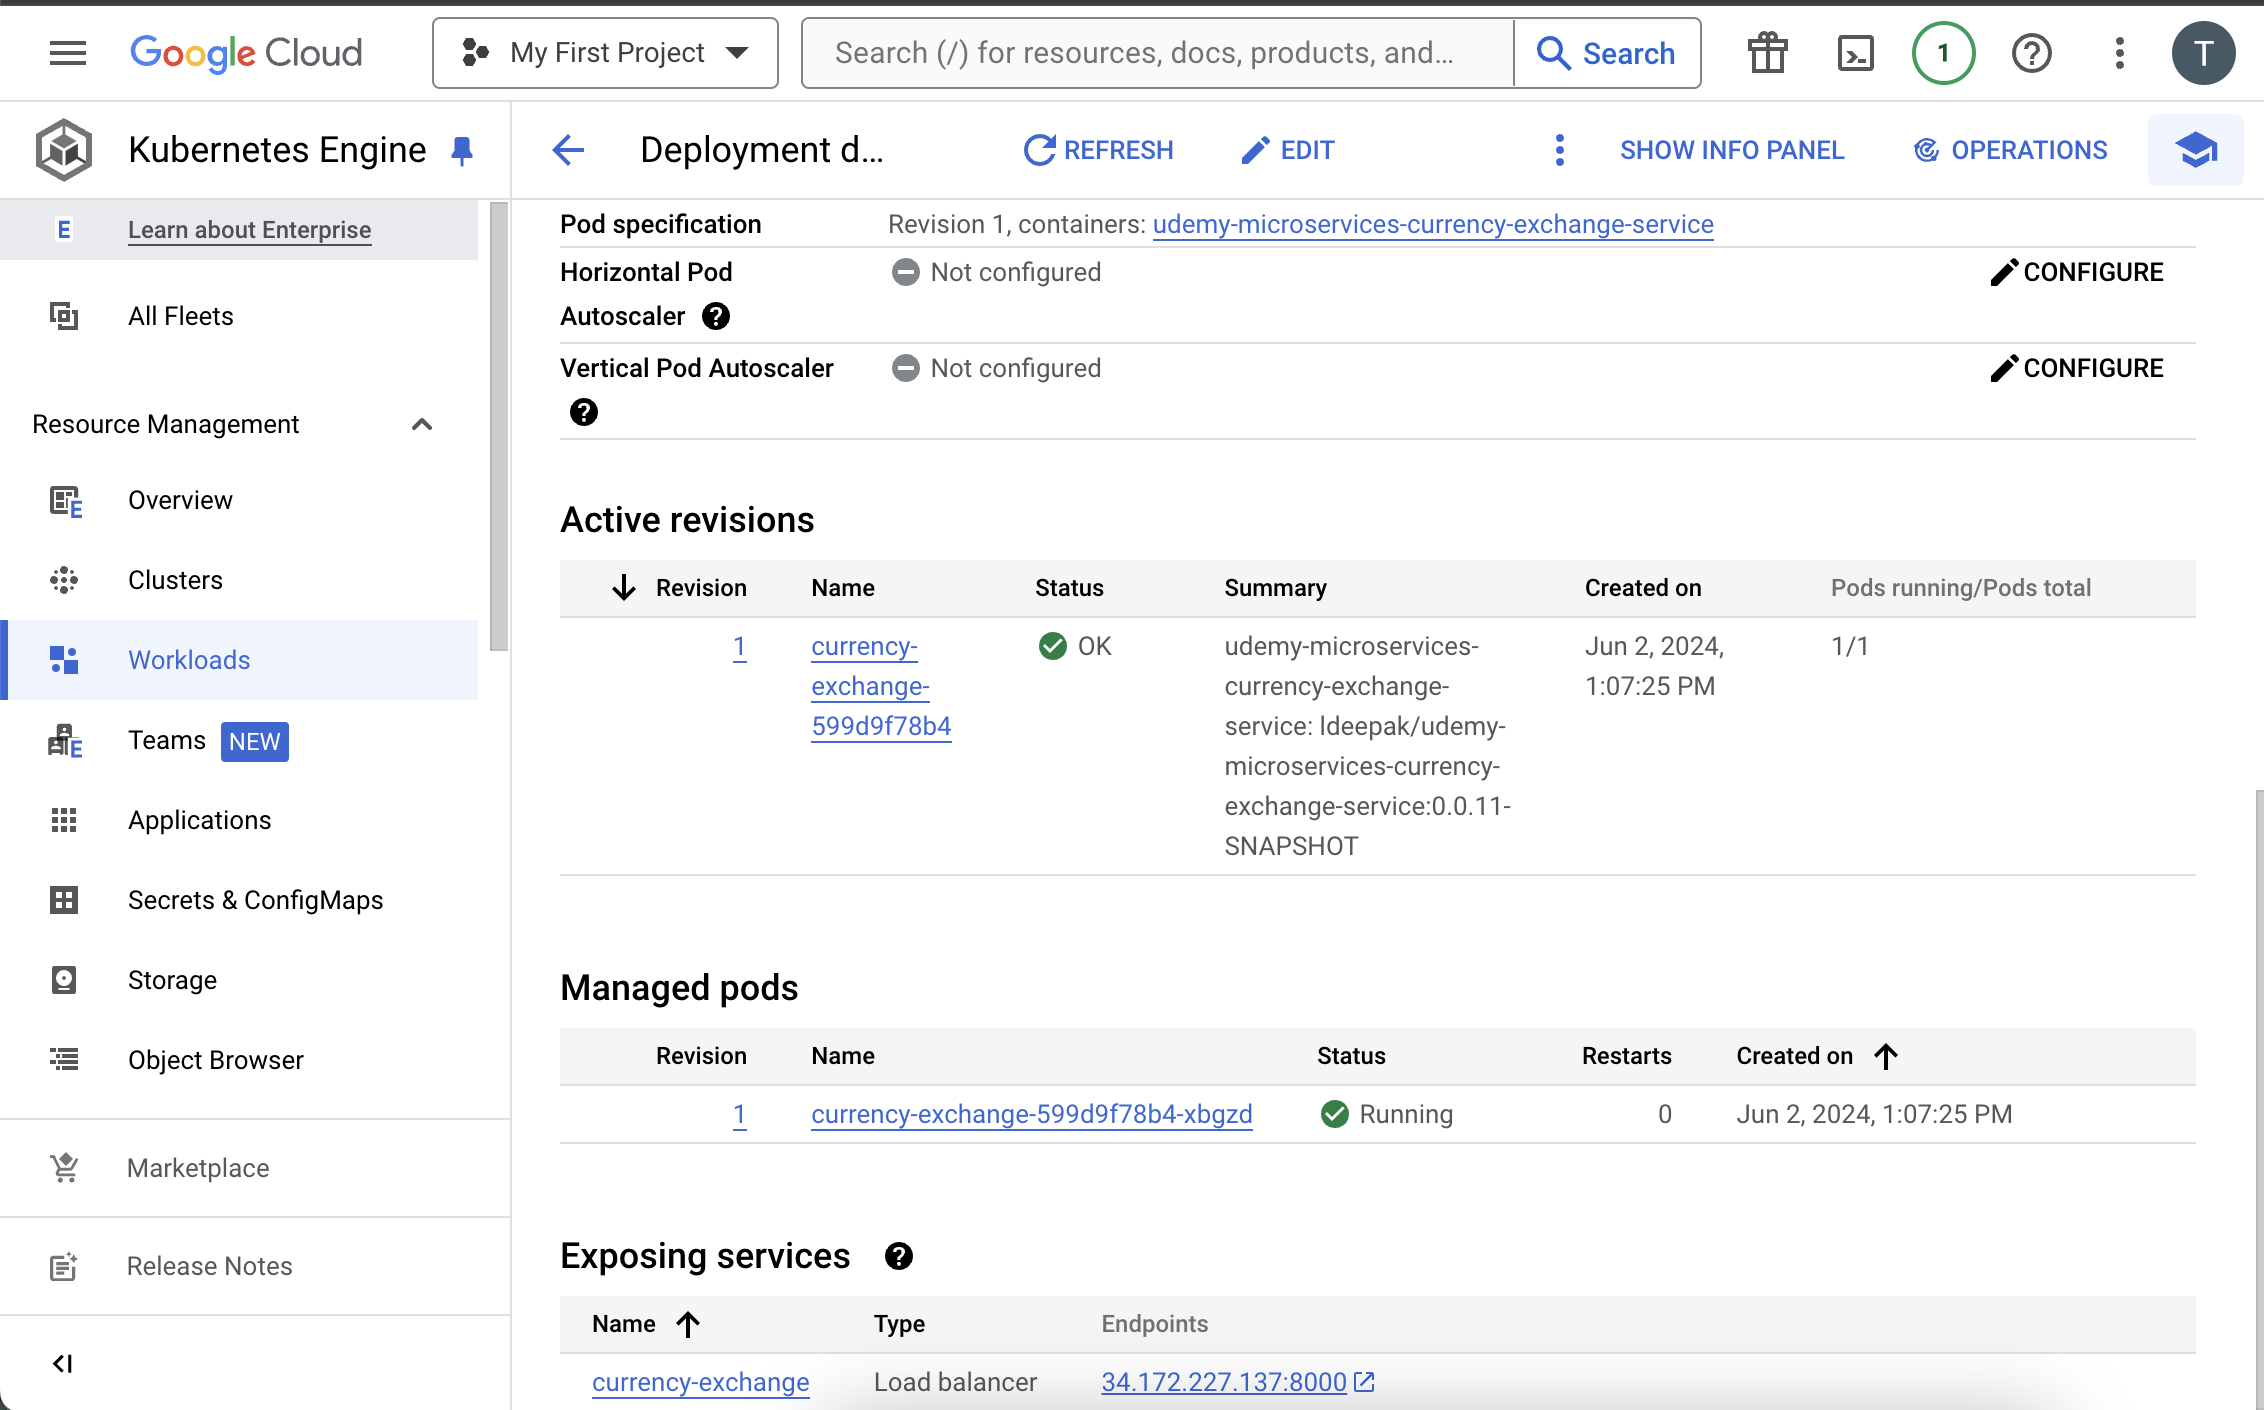 Google Cloud
My First Project
Search (/) for resources, docs, products, and...
Search
1
T
Kubernetes Engine
Deployment d...
REFRESH
EDIT
SHOW INFO PANEL
OPERATIONS
E
Learn about Enterprise
All Fleets
Resource Management
E
Overview
Clusters
Workloads
E
Teams NEW
Applications
Secrets & ConfigMaps
Storage
Object Browser
Marketplace
Release Notes
Pod specification
Revision 1, containers: udemy-microservices-currency-exchange-service
Horizontal Pod
Autoscaler
Not configured
CONFIGURE
Vertical Pod Autoscaler
Not configured
CONFIGURE
Active revisions
Revision Name Status Summary Created on Pods running/Pods total
1
currency-
exchange-
599d9f78b4
OK
udemy-microservices-
currency-exchange-
service: ldeepak/udemy-
microservices-currency-
exchange-service:0.0.11-
SNAPSHOT
Jun 2, 2024,
1:07:25 PM
1/1
Managed pods
Revision Name Status Restarts Created on
1 currency-exchange-599d9f78b4-xbgzd Running 0 Jun 2, 2024, 1:07:25 PM
Exposing services
Name Type Endpoints
currency-exchange Load balancer 34.172.227.137:8000